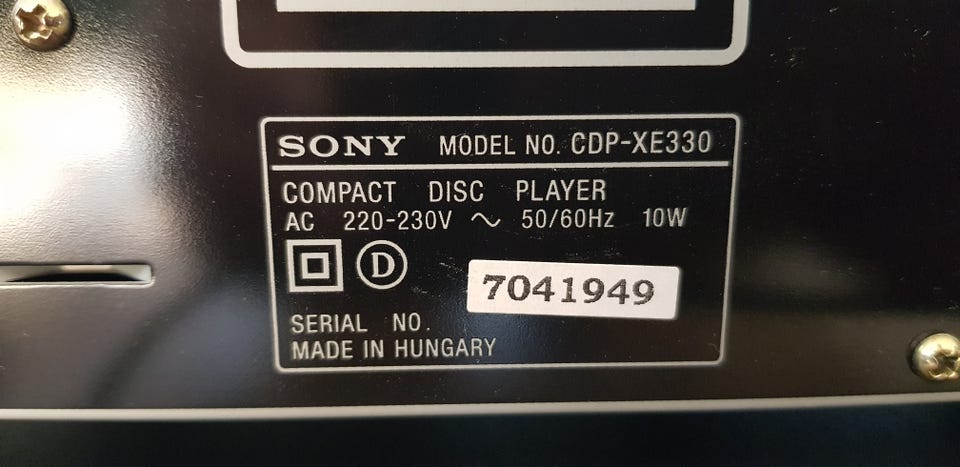 SONY MODEL NO. CDP-XE330
COMPACT DISC PLAYER
AC 220-230V ～ 50/60Hz 10W
D
7041949
SERIAL NO.
MADE IN HUNGARY